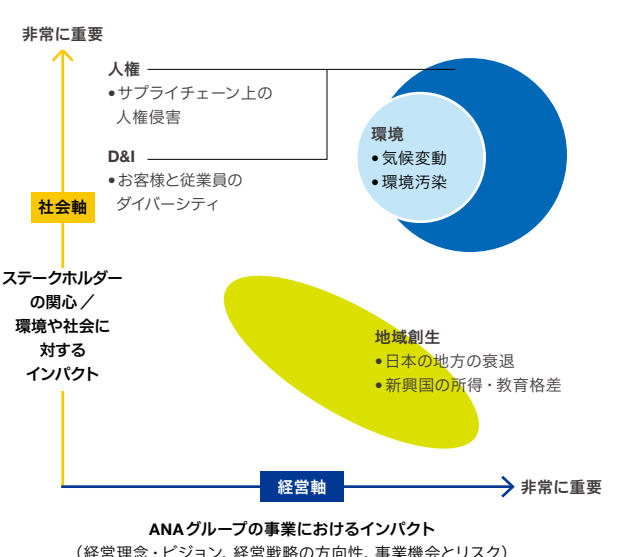 非常に重要
人権
•サプライチェーン上の
人権侵害
D&I
•お客様と従業員の
ダイバーシティ
環境
•気候変動
•環境汚染
社会軸
ステークホルダー
の関心／
環境や社会に
対する
インパクト
地域創生
•日本の地方の衰退
•新興国の所得・教育格差
経営軸
非常に重要
ANAグループの事業におけるインパクト
（経営理念・ビジョン、経営戦略の方向性、事業機会とリスク）